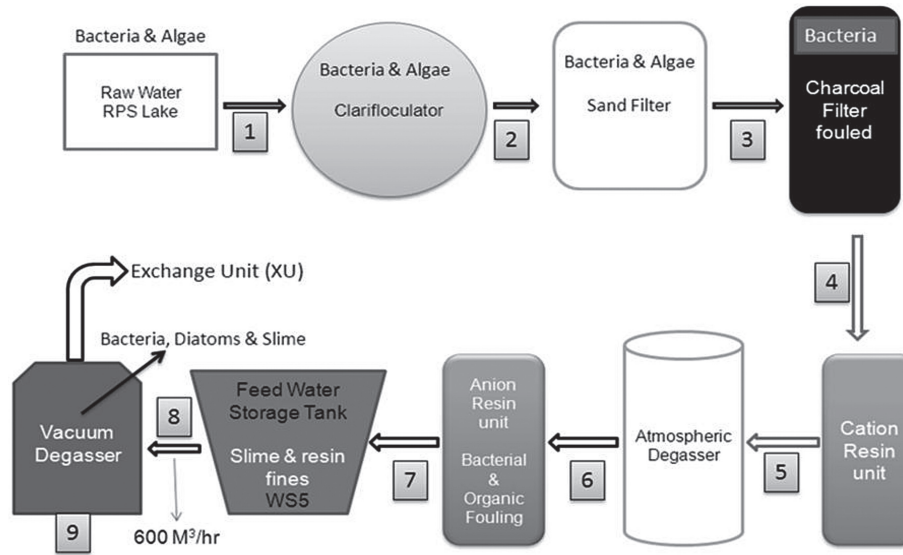 Bacteria & Algae
Raw Water
RPS Lake
1
Bacteria & Algae
Clarifloculator
2
Bacteria & Algae
Sand Filter
3
Bacteria
Charcoal
Filter
fouled
4
Cation
Resin
unit
5
Atmospheric
Degasser
6
Anion
Resin
unit
Bacterial
&
Organic
Fouling
7
Feed Water
Storage Tank
Slime & resin
fines
WS5
8
600 M³/hr
Vacuum
Degasser
9
Bacteria, Diatoms & Slime
Exchange Unit (XU)